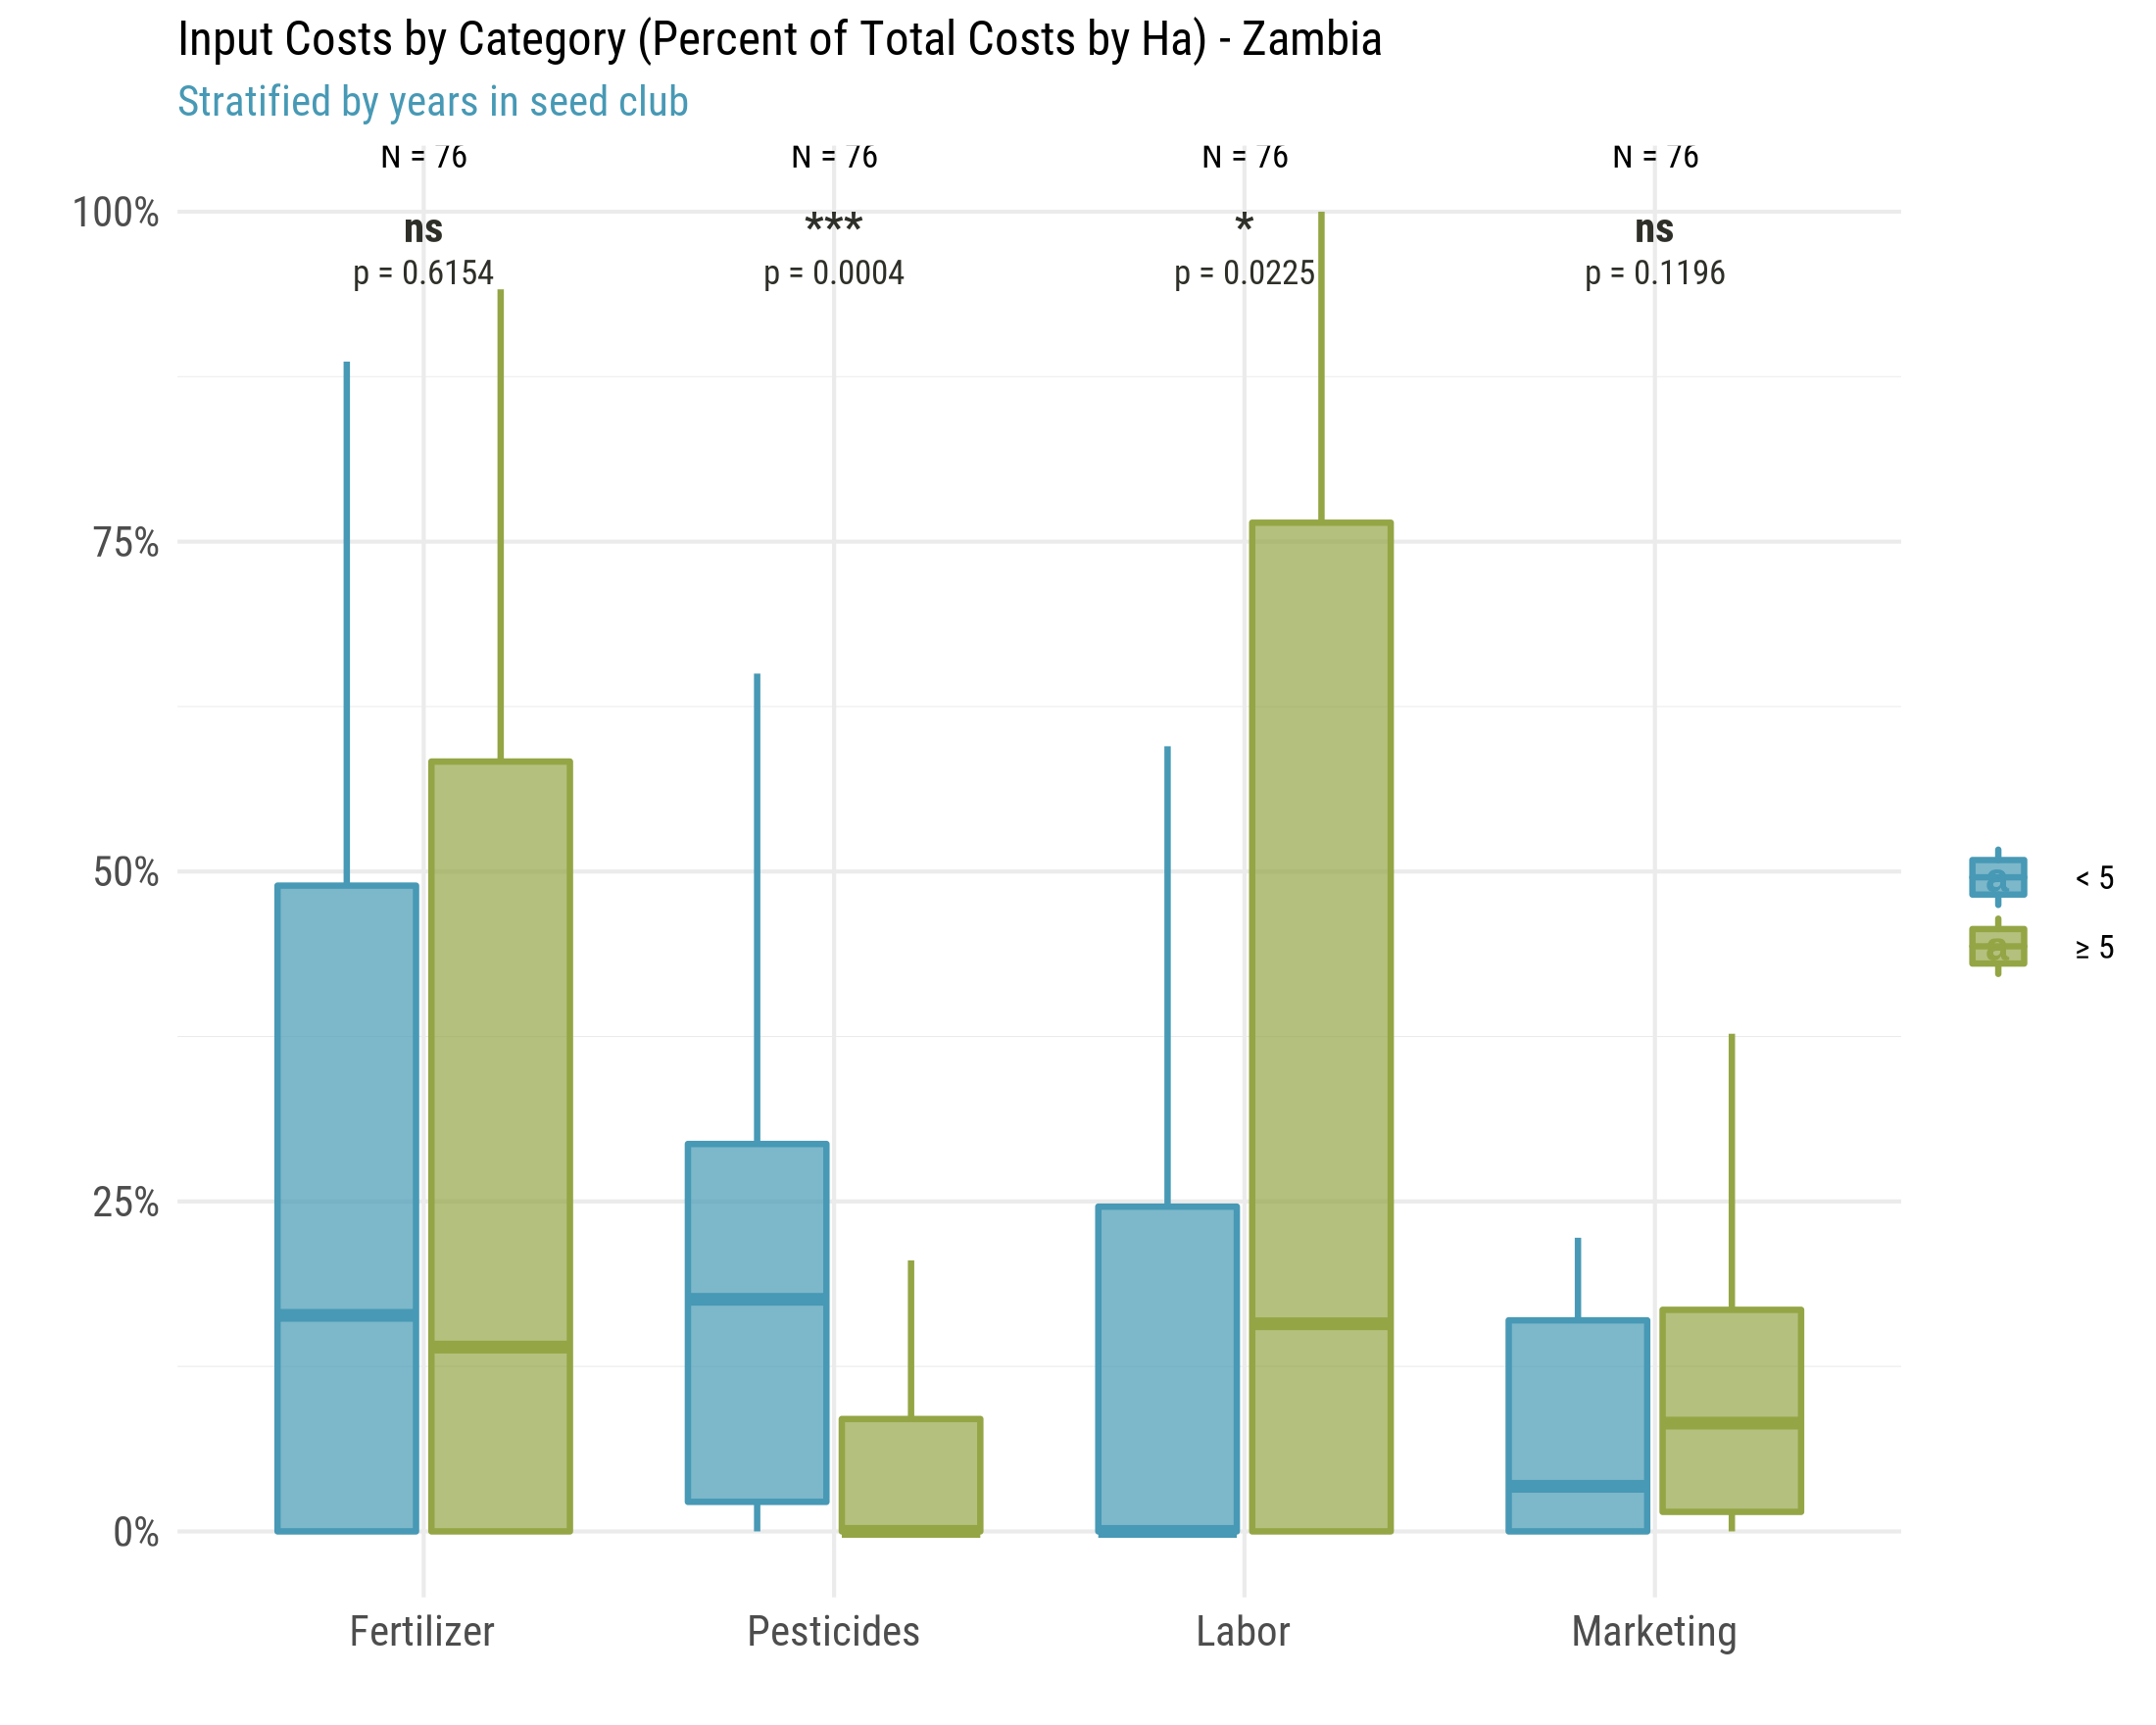 Input Costs by Category (Percent of Total Costs by Ha) - Zambia
Stratified by years in seed club
N = 76 N = 76 N = 76 N = 76
100%
ns *** * ns
p = 0.6154 p = 0.0004 p = 0.0225 p = 0.1196
75%
50%
a < 5
a ≥ 5
25%
0%
Fertilizer Pesticides Labor Marketing